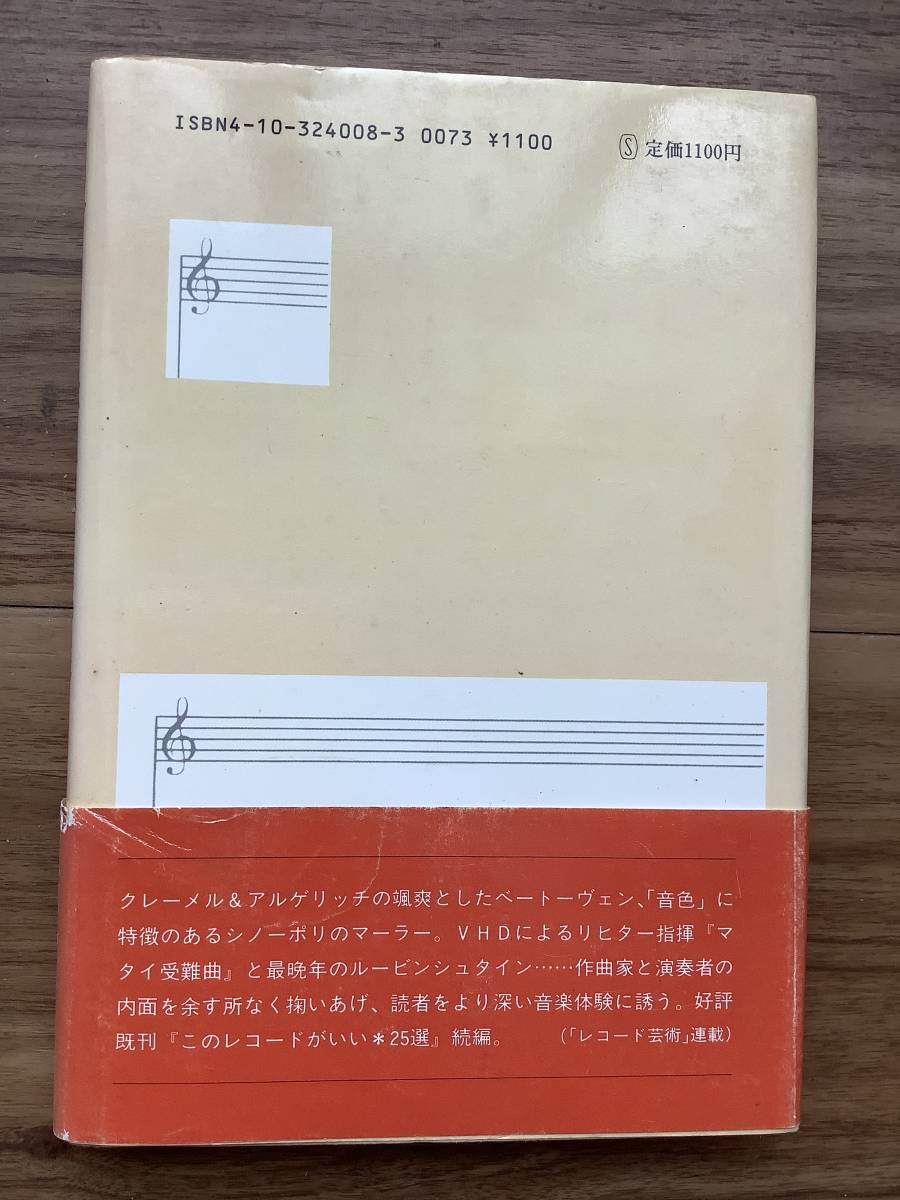 ISBN4-10-324008-3 0073 ¥1100
Ⓢ 定価1100円
クレーメル&アルゲリッチの颯爽としたベートーヴェン、「音色」に
特徴のあるシノーポリのマーラー。VHDによるリヒター指揮『マ
タイ受難曲』と最晩年のルービンシュタイン……作曲家と演奏者の
内面を余す所なく掬いあげ、読者をより深い音楽体験に誘う。好評
既刊『このレコードがいい*25選』続編。 (「レコード芸術」連載)